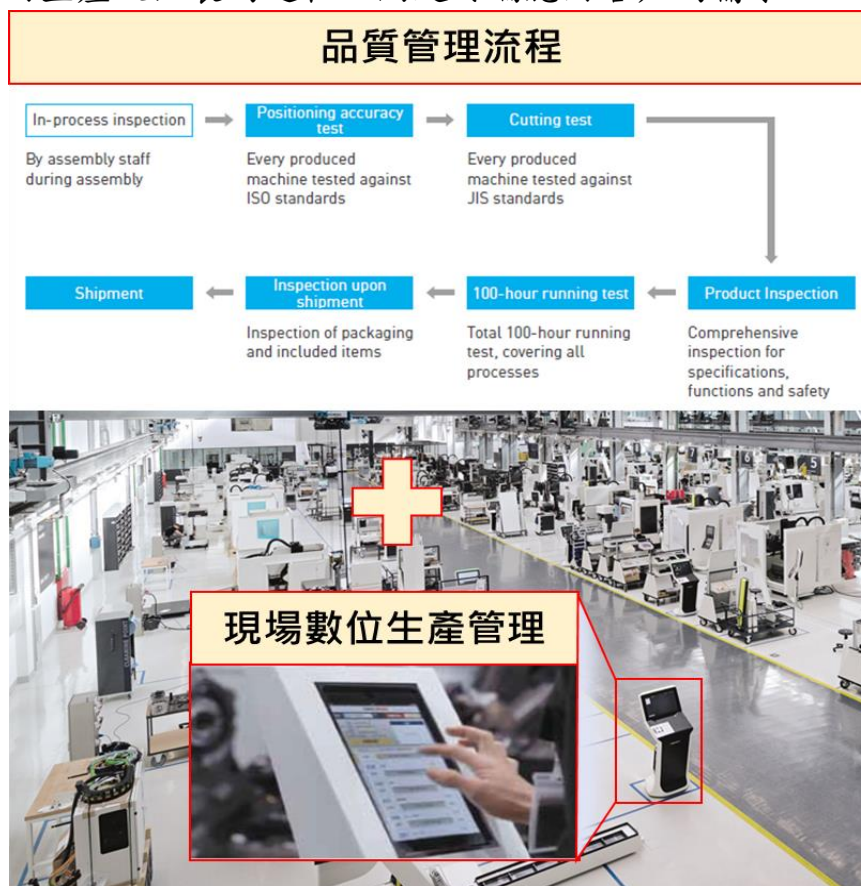 品質管理流程
In-process inspection
Positioning accuracy
test
Cutting test
By assembly staff
during assembly
Every produced
machine tested against
ISO standards
Every produced
machine tested against
JIS standards
Shipment
Inspection upon
shipment
100-hour running test
Product Inspection
Inspection of packaging
and included items
Total 100-hour running
test, covering all
processes
Comprehensive
inspection for
specifications,
functions and safety
現場數位生產管理